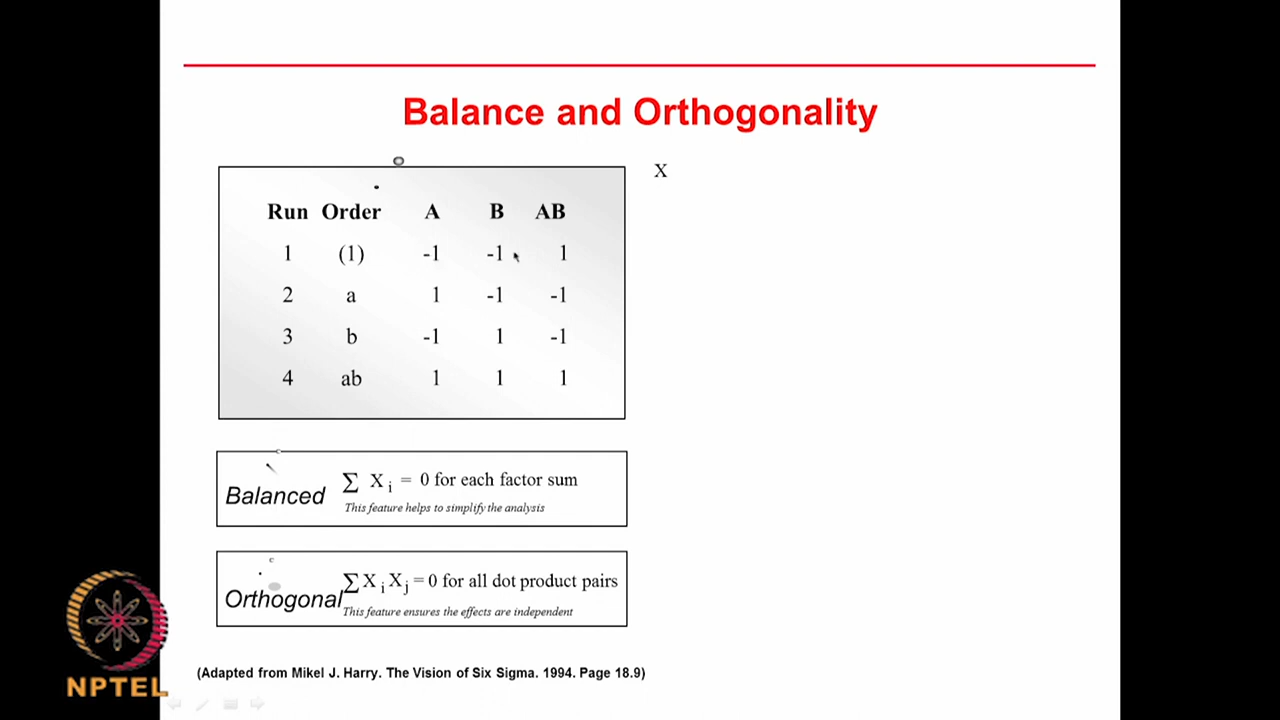 Balance and Orthogonality
X
Run Order A B AB
1 (1) -1 -1 1
2 a 1 -1 -1
3 b -1 1 -1
4 ab 1 1 1
Balanced ∑ X i = 0 for each factor sum
This feature helps to simplify the analysis
Orthogonal ∑ X i X j = 0 for all dot product pairs
This feature ensures the effects are independent
(Adapted from Mikel J. Harry. The Vision of Six Sigma. 1994. Page 18.9)
NPTEL